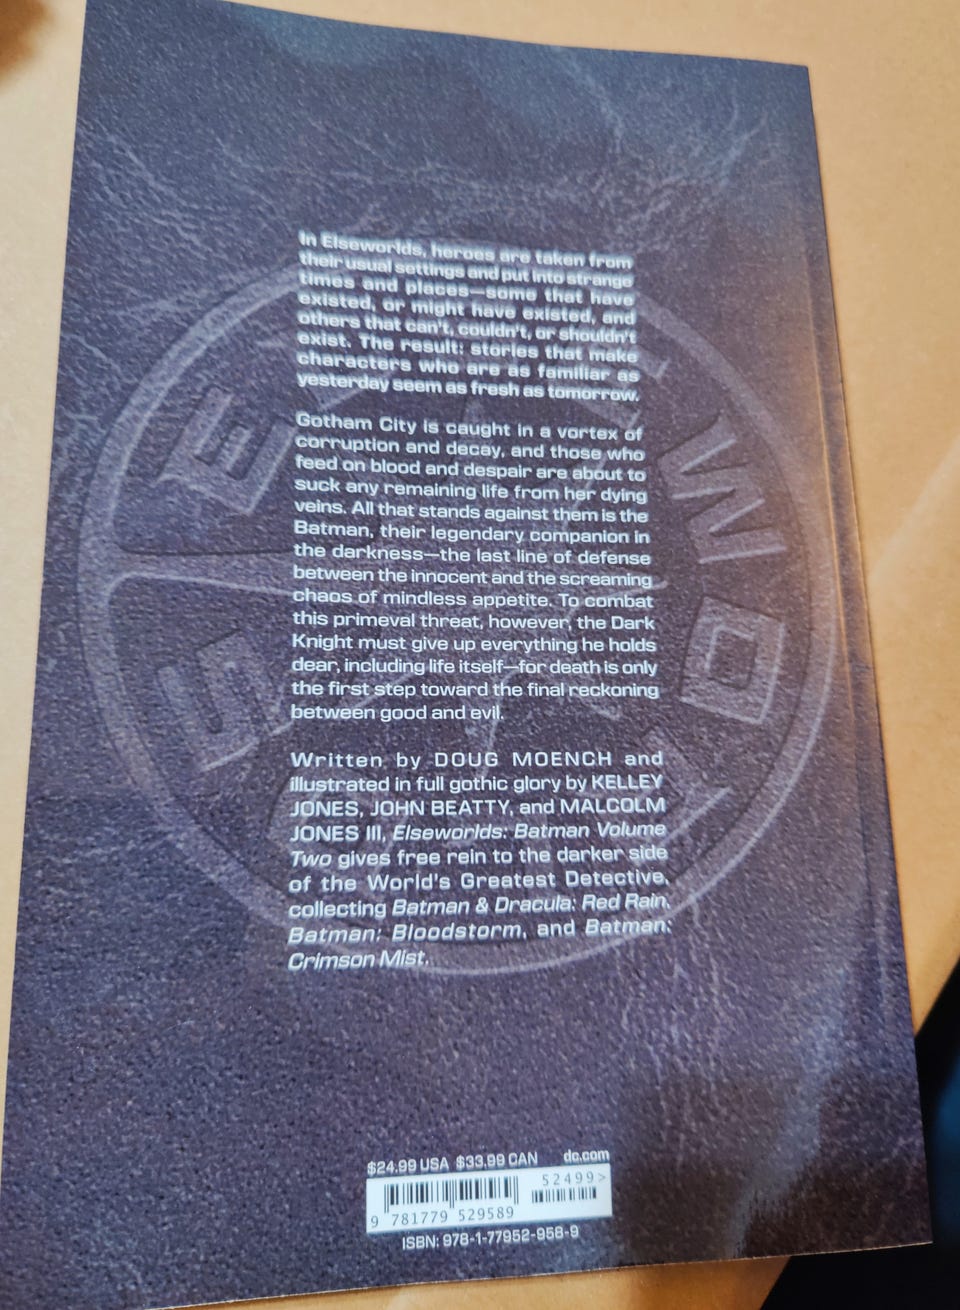 In Elseworlds, heroes are taken from
their usual settings and put into strange
times and places—some that have
existed, or might have existed, and
others that can't, couldn't, or shouldn't
exist. The result: stories that make
characters who are as familiar as
yesterday seem as fresh as tomorrow.
Gotham City is caught in a vortex of
corruption and decay, and those who
feed on blood and despair are about to
suck any remaining life from her dying
veins. All that stands against them is the
Batman, their legendary companion in
the darkness—the last line of defense
between the innocent and the screaming
chaos of mindless appetite. To combat
this primeval threat, however, the Dark
Knight must give up everything he holds
dear, including life itself—for death is only
the first step toward the final reckoning
between good and evil.
Written by DOUG MOENCH and
illustrated in full gothic glory by KELLEY
JONES, JOHN BEATTY, and MALCOLM
JONES III, Elseworlds: Batman Volume
Two gives free rein to the darker side
of the World's Greatest Detective,
collecting Batman & Dracula: Red Rain,
Batman: Bloodstorm, and Batman:
Crimson Mist.
$24.99 USA $33.99 CAN dc.com
52499>
9 781779 529589
ISBN: 978-1-77952-958-9